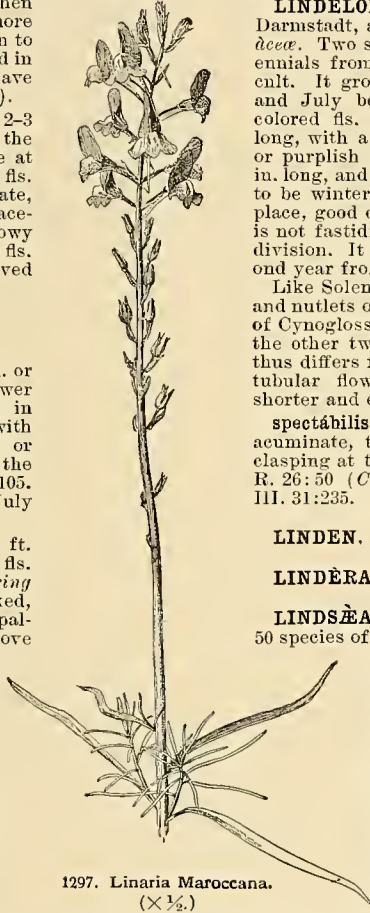 hen
nore
n to
d in
ave
).
2-3
the
e at
fls.
ate,
ace-
owy
fls.
ved
. or
wer
in
with
or
the
105.
uly
ft.
fls.
ring
ked,
pal-
ove
1297. Linaria Maroccana.
(× ½.)
LINDELO
Darmstadt, a
àceæ. Two s
ennials from
cult. It gro
and July be
colored fls.
long, with a
or purplish
in. long, and
to be winter
place, good d
is not fastid
division. It
ond year fro
Like Solen
and nutlets o
of Cynogloss
the other tw
thus differs f
tubular flow
shorter and e
spectábilis
acuminate, t
clasping at t
R. 26:50 (C
III. 31:235.
LINDEN.
LINDÈRA
LINDSÆA
50 species of